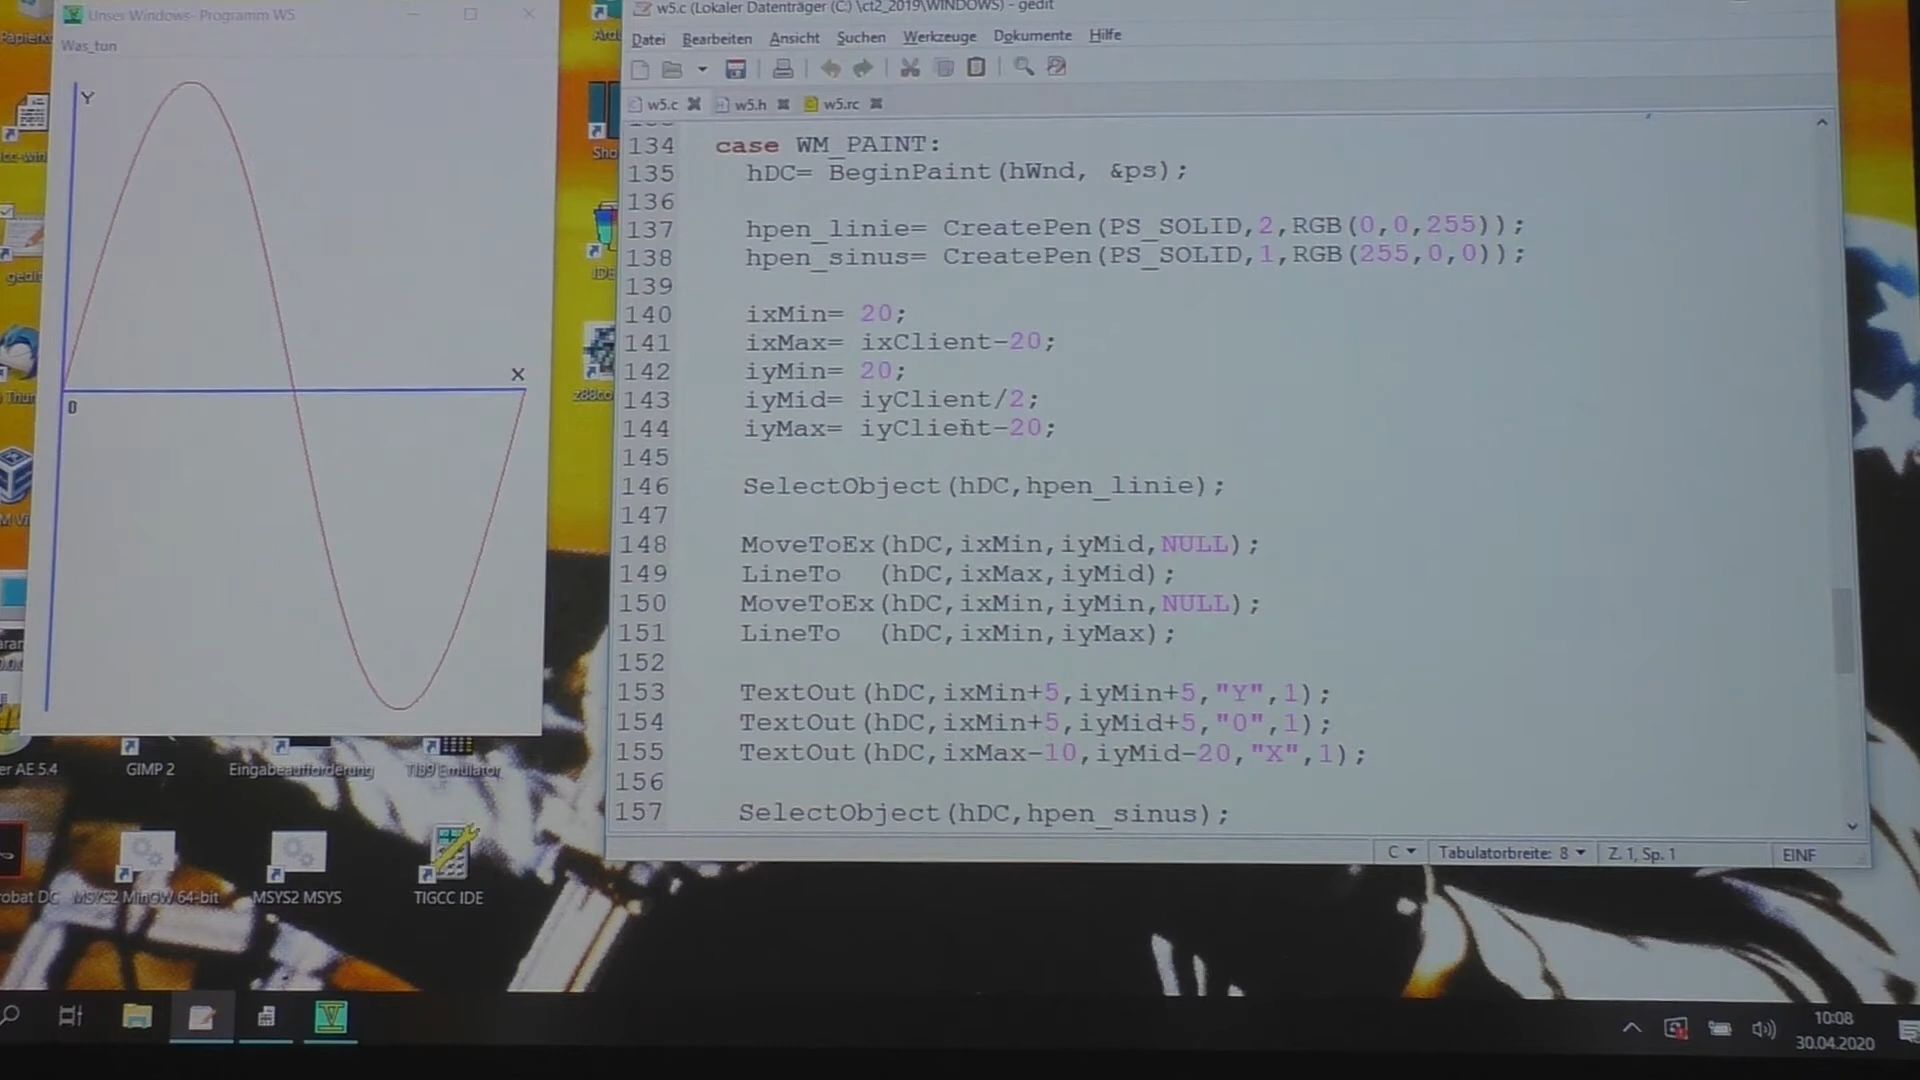 Unser Windows- Programm W5
Was_tun
Y
X
0
w5.c (Lokaler Datenträger (C:) \ct2_2019\WINDOWS) - gedit
Datei Bearbeiten Ansicht Suchen Werkzeuge Dokumente Hilfe
w5.c w5.h w5.rc
134 case WM_PAINT:
135 hDC= BeginPaint(hWnd, &ps);
136
137 hpen_linie= CreatePen(PS_SOLID,2,RGB(0,0,255));
138 hpen_sinus= CreatePen(PS_SOLID,1,RGB(255,0,0));
139
140 ixMin= 20;
141 ixMax= ixClient-20;
142 iyMin= 20;
143 iyMid= iyClient/2;
144 iyMax= iyClient-20;
145
146 SelectObject(hDC,hpen_linie);
147
148 MoveToEx(hDC,ixMin,iyMid,NULL);
149 LineTo (hDC,ixMax,iyMid);
150 MoveToEx(hDC,ixMin,iyMin,NULL);
151 LineTo (hDC,ixMin,iyMax);
152
153 TextOut(hDC,ixMin+5,iyMin+5,"Y",1);
154 TextOut(hDC,ixMin+5,iyMid+5,"0",1);
155 TextOut(hDC,ixMax-10,iyMid-20,"X",1);
156
157 SelectObject(hDC,hpen_sinus);
C Tabulatorbreite: 8 Z. 1, Sp. 1 EINF
er AE 5.4 GIMP 2 Eingabeaufforderung TI89 Emulator
robat DC MSYS2 MinGW 64-bit MSYS2 MSYS TIGCC IDE
10:08
30.04.2020